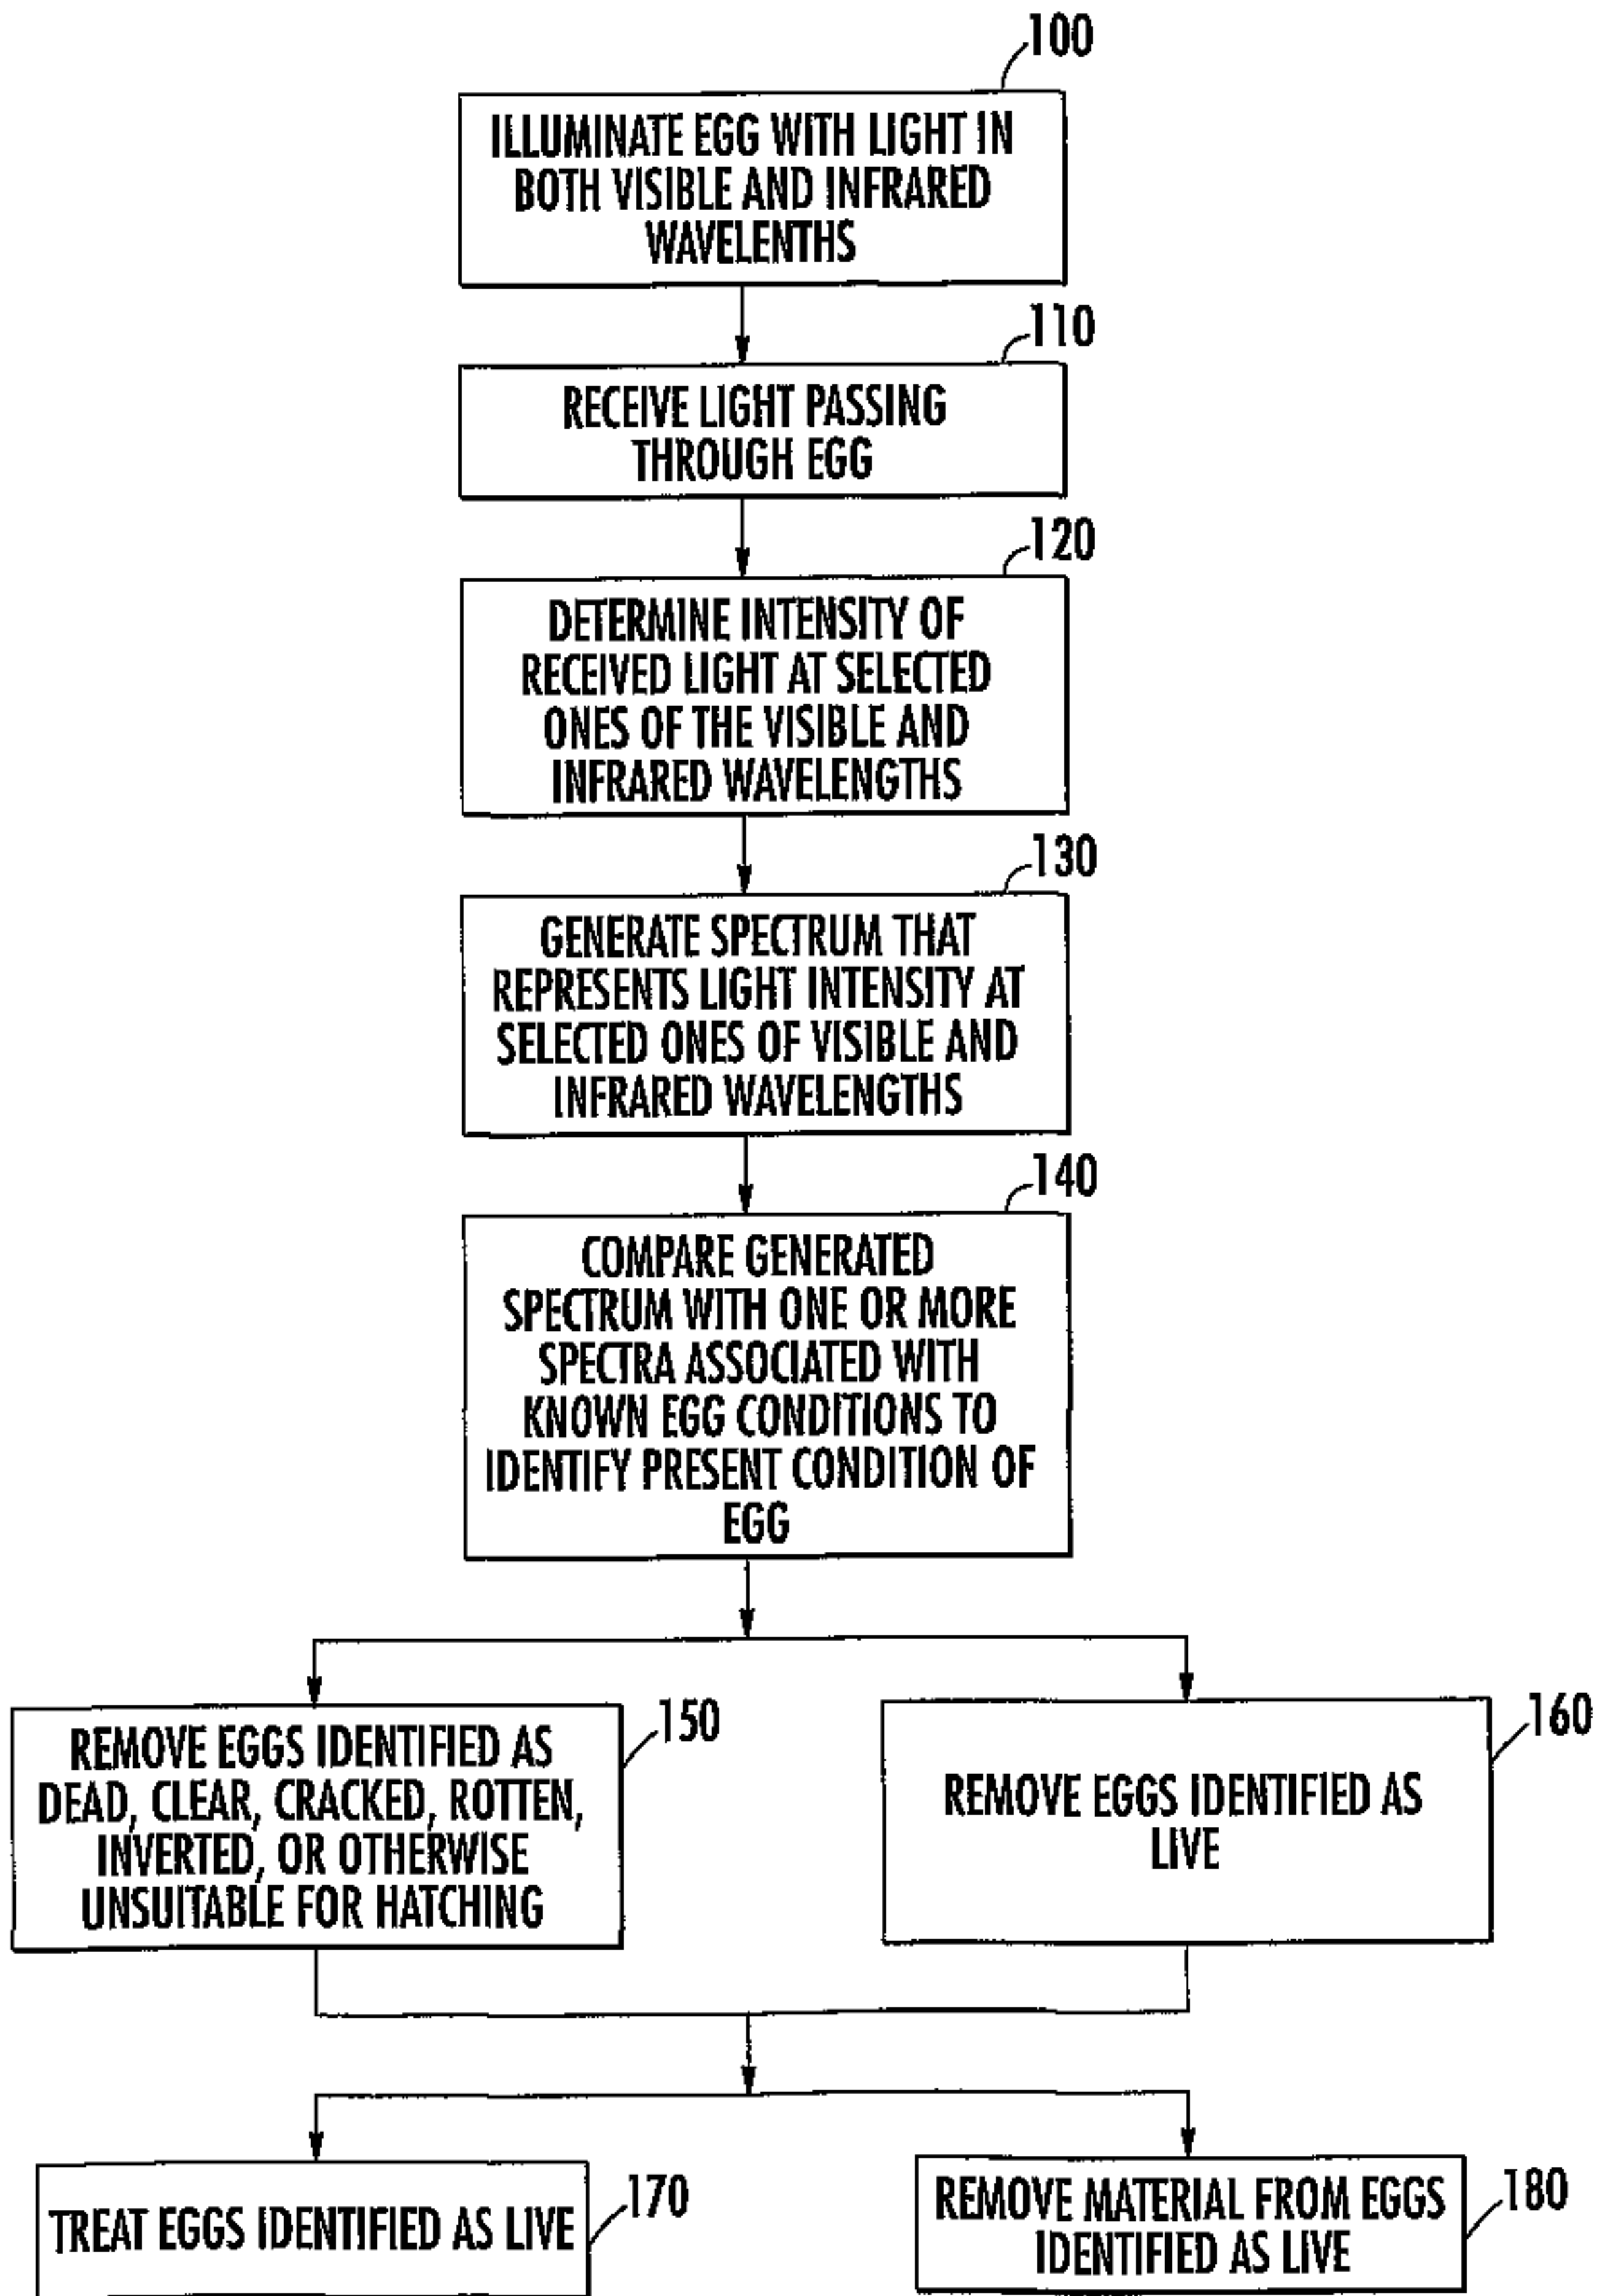 100
ILLUMINATE EGG WITH LIGHT IN
BOTH VISIBLE AND INFRARED
WAVELENTHS
110
RECEIVE LIGHT PASSING
THROUGH EGG
120
DETERMINE INTENSITY OF
RECEIVED LIGHT AT SELECTED
ONES OF THE VISIBLE AND
INFRARED WAVELENGTHS
130
GENERATE SPECTRUM THAT
REPRESENTS LIGHT INTENSITY AT
SELECTED ONES OF VISIBLE AND
INFRARED WAVELENGTHS
140
COMPARE GENERATED
SPECTRUM WITH ONE OR MORE
SPECTRA ASSOCIATED WITH
KNOWN EGG CONDITIONS TO
IDENTIFY PRESENT CONDITION OF
EGG
150
REMOVE EGGS IDENTIFIED AS
DEAD, CLEAR, CRACKED, ROTTEN,
INVERTED, OR OTHERWISE
UNSUITABLE FOR HATCHING
160
REMOVE EGGS IDENTIFIED AS
LIVE
170
TREAT EGGS IDENTIFIED AS LIVE
180
REMOVE MATERIAL FROM EGGS
IDENTIFIED AS LIVE